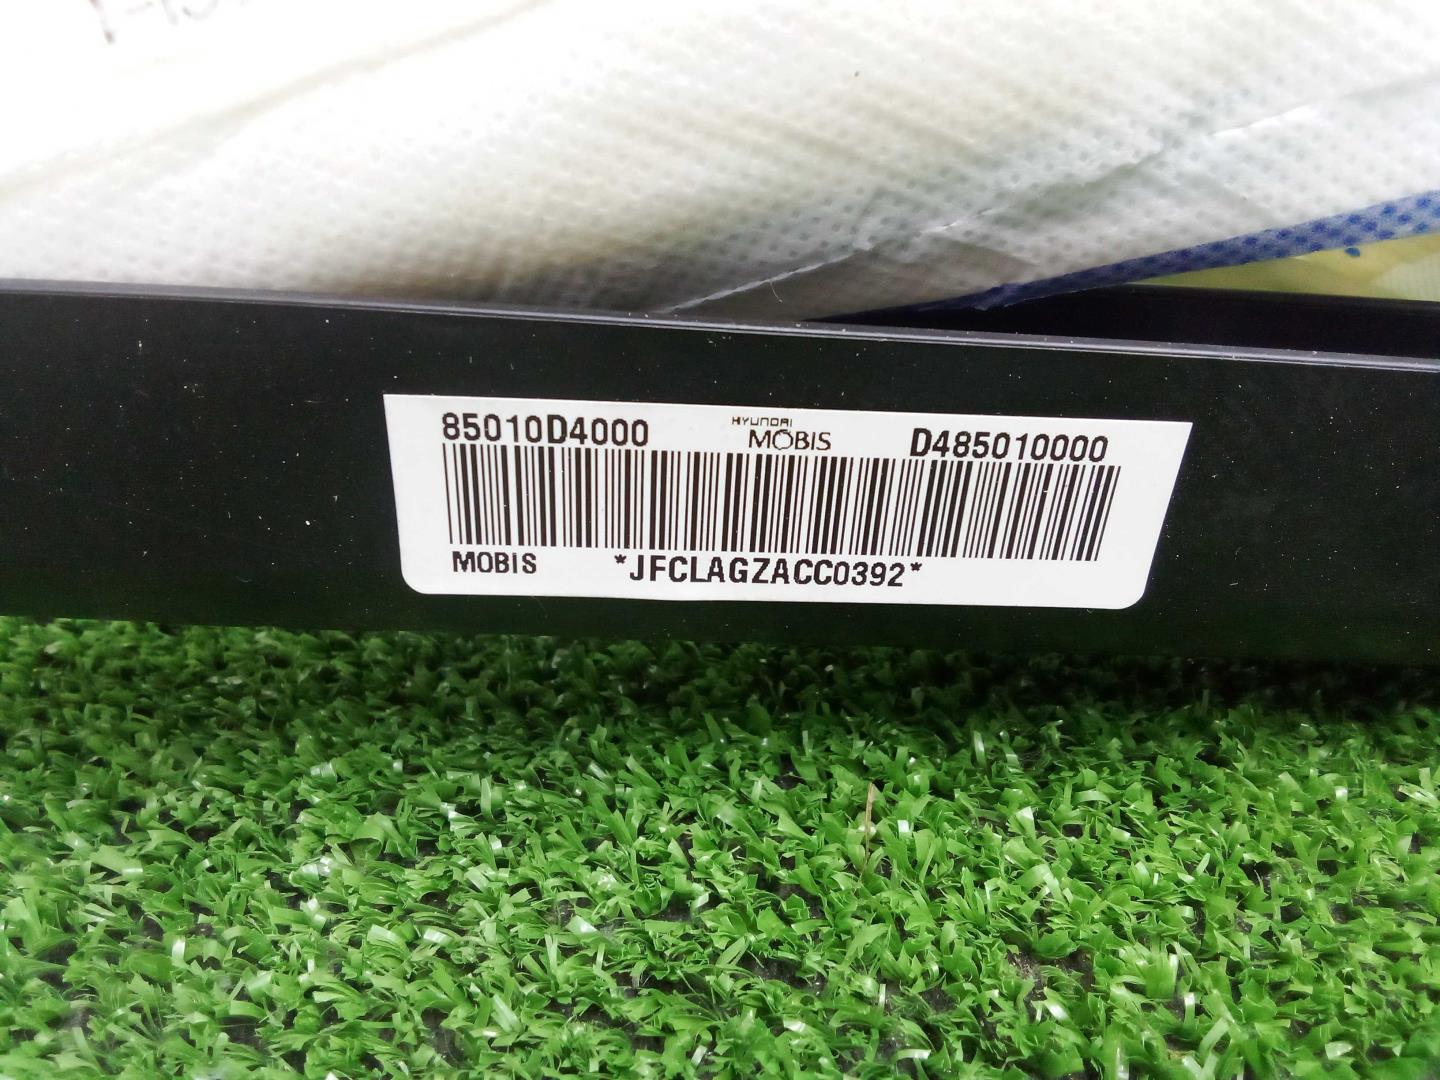 85010D4000 HYUNDAI MOBIS D485010000
MOBIS *JFCLAGZACC0392*